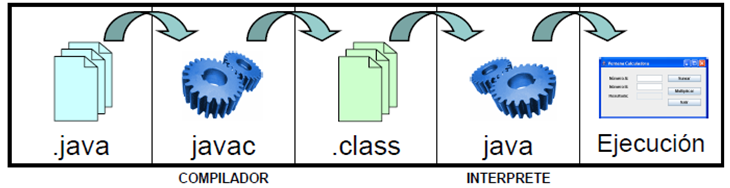 .java
javac
.class
java
Ejecución
COMPILADOR
INTERPRETE